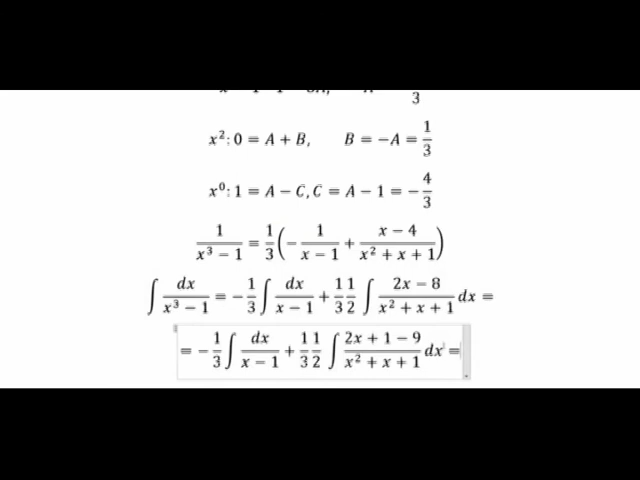 3
x²: 0 = A + B, B = −A = 1/3
x⁰: 1 = A − C, C = A − 1 = −4/3
1/(x³ − 1) = 1/3 (−1/(x − 1) + (x − 4)/(x² + x + 1))
∫ dx/(x³ − 1) = −1/3 ∫ dx/(x − 1) + 1/3 1/2 ∫ (2x − 8)/(x² + x + 1) dx =
= −1/3 ∫ dx/(x − 1) + 1/3 1/2 ∫ (2x + 1 − 9)/(x² + x + 1) dx =